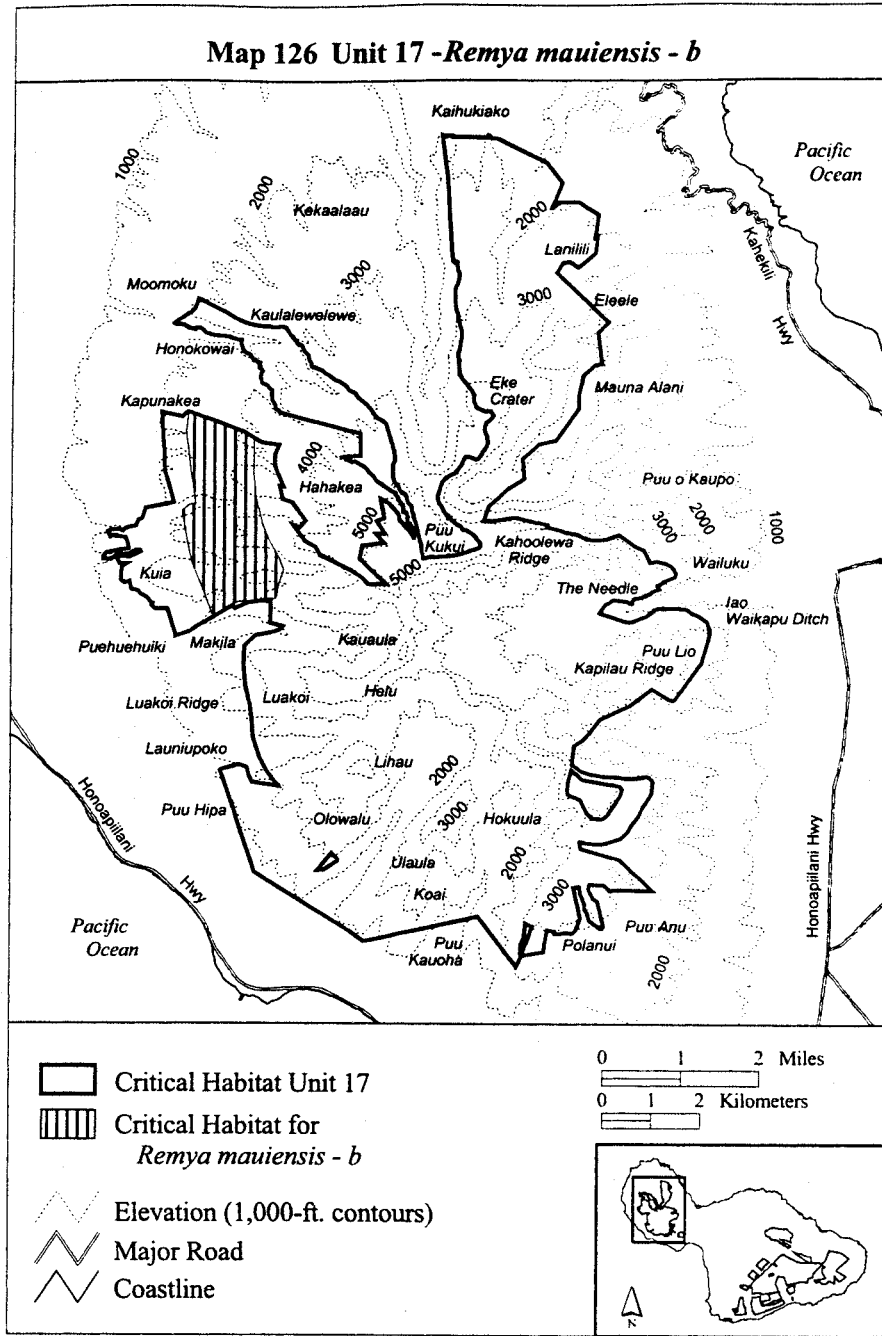 Map 126 Unit 17 -Remya mauiensis - b
Kaihukiako
Pacific
Ocean
1000
2000
Kekaalaau
2000
Lanilili
Kahekili
Hwy
3000
3000
Eleele
Moomoku
Kaulalewelewe
Honokowai
Eke
Crater
Mauna Alani
Kapunakea
4000
Hahakea
Puu o Kaupo
5000
Puu
Kukui
Kahoolewa
Ridge
3000
2000
1000
Wailuku
5000
Kuia
The Needle
Iao
Waikapu Ditch
Puehuehuiki
Makila
Kauaula
Puu Lio
Kapilau Ridge
Luakoi Ridge
Luakoi
Helu
Launiupoko
Lihau
2000
Honoapiilani
Hwy
Puu Hipa
Olowalu
3000
Hokuula
Ulaula
2000
Honoapiilani Hwy
Koai
3000
Pacific
Ocean
Puu
Kauoha
Polanui
Puu Anu
2000
Critical Habitat Unit 17
Critical Habitat for
Remya mauiensis - b
Elevation (1,000-ft. contours)
Major Road
Coastline
0 1 2 Miles
0 1 2 Kilometers
N